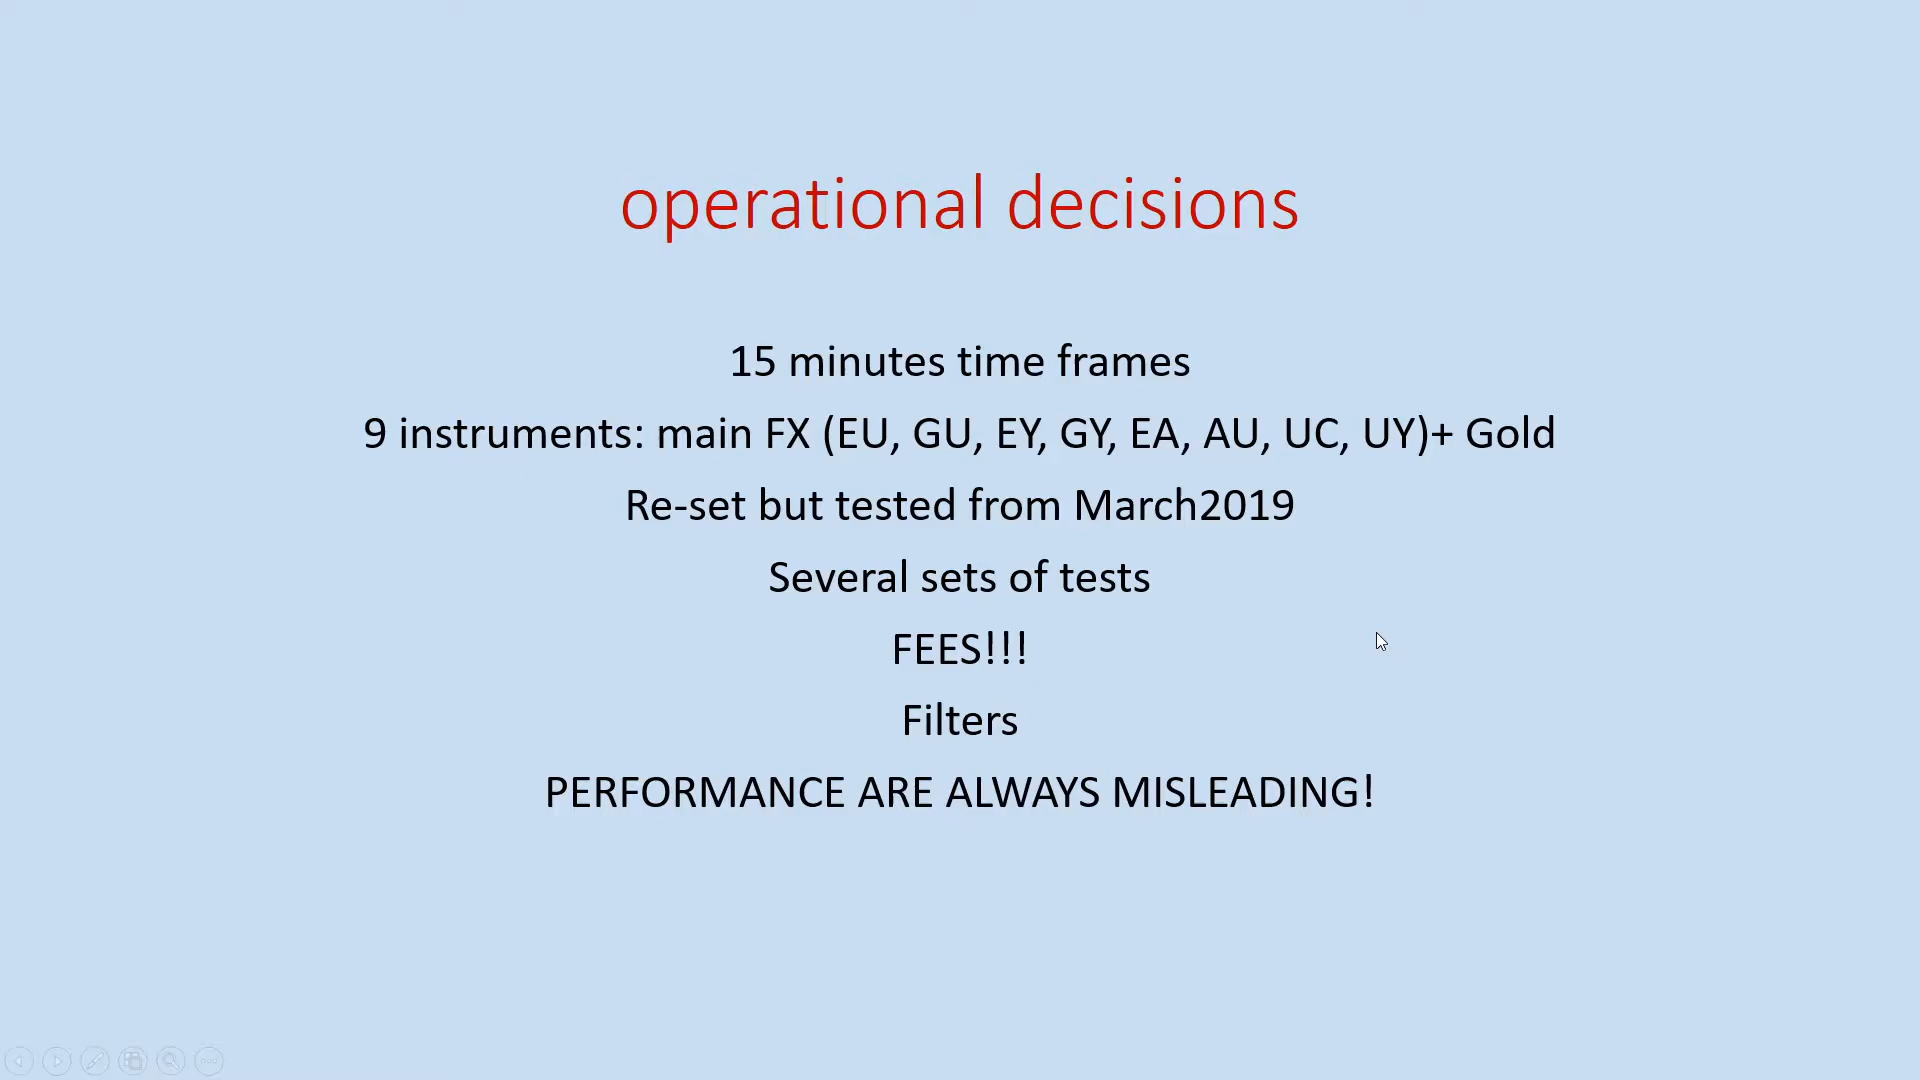 operational decisions
15 minutes time frames
9 instruments: main FX (EU, GU, EY, GY, EA, AU, UC, UY)+ Gold
Re-set but tested from March2019
Several sets of tests
FEES!!!
Filters
PERFORMANCE ARE ALWAYS MISLEADING!